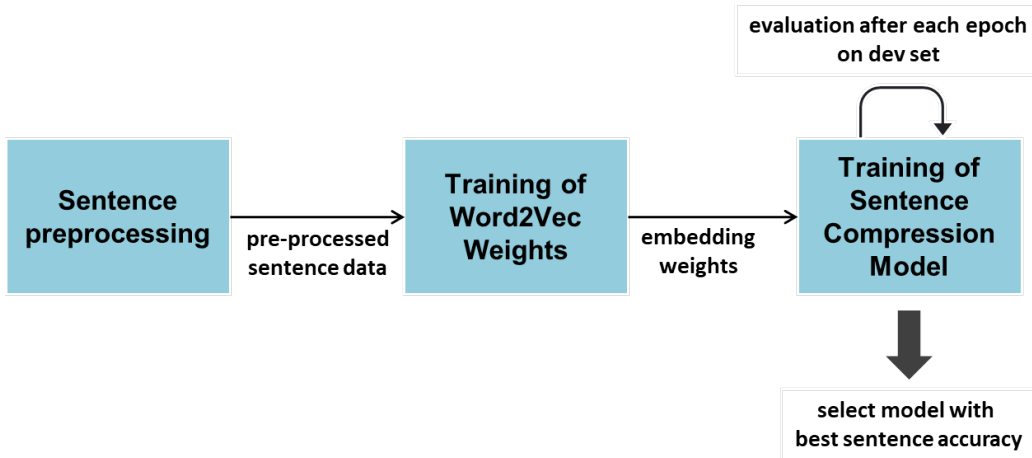 evaluation after each epoch
on dev set
Sentence
preprocessing
pre-processed
sentence data
Training of
Word2Vec
Weights
embedding
weights
Training of
Sentence
Compression
Model
select model with
best sentence accuracy